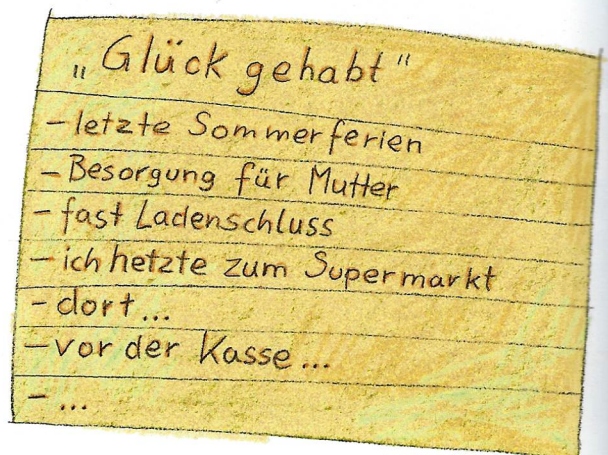 „Glück gehabt"
- letzte Sommerferien
- Besorgung für Mutter
- fast Ladenschluss
- ich hetzte zum Supermarkt
- dort...
- vor der Kasse...
- ...